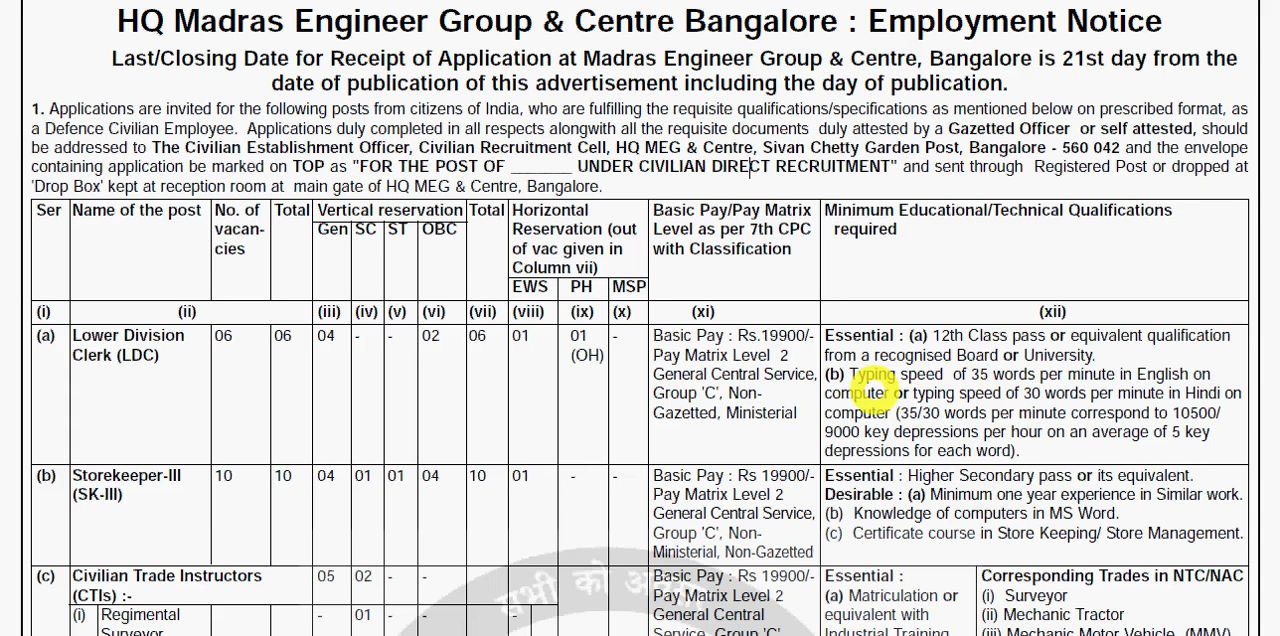 HQ Madras Engineer Group & Centre Bangalore : Employment Notice
Last/Closing Date for Receipt of Application at Madras Engineer Group & Centre, Bangalore is 21st day from the
date of publication of this advertisement including the day of publication.
1. Applications are invited for the following posts from citizens of India, who are fulfilling the requisite qualifications/specifications as mentioned below on prescribed format, as
a Defence Civilian Employee. Applications duly completed in all respects alongwith all the requisite documents duly attested by a Gazetted Officer or self attested, should
be addressed to The Civilian Establishment Officer, Civilian Recruitment Cell, HQ MEG & Centre, Sivan Chetty Garden Post, Bangalore - 560 042 and the envelope
containing application be marked on TOP as "FOR THE POST OF _______ UNDER CIVILIAN DIRECT RECRUITMENT" and sent through Registered Post or dropped at
'Drop Box' kept at reception room at main gate of HQ MEG & Centre, Bangalore.
Ser Name of the post No. of Total Vertical reservation Total Horizontal Basic Pay/Pay Matrix Minimum Educational/Technical Qualifications
vacan- Gen SC ST OBC Reservation (out Level as per 7th CPC required
cies of vac given in with Classification
Column vii)
EWS PH MSP
(i) (ii) (iii) (iv) (v) (vi) (vii) (viii) (ix) (x) (xi) (xii)
(a) Lower Division 06 06 04 - - 02 06 01 01 - Basic Pay : Rs.19900/- Essential : (a) 12th Class pass or equivalent qualification
Clerk (LDC) (OH) Pay Matrix Level 2 from a recognised Board or University.
General Central Service, (b) Typing speed of 35 words per minute in English on
Group 'C', Non- computer or typing speed of 30 words per minute in Hindi on
Gazetted, Ministerial computer (35/30 words per minute correspond to 10500/
9000 key depressions per hour on an average of 5 key
depressions for each word).
(b) Storekeeper-III 10 10 04 01 01 04 10 01 - - Basic Pay : Rs 19900/- Essential : Higher Secondary pass or its equivalent.
(SK-III) Pay Matrix Level 2 Desirable : (a) Minimum one year experience in Similar work.
General Central Service, (b) Knowledge of computers in MS Word.
Group 'C', Non- (c) Certificate course in Store Keeping/ Store Management.
Ministerial, Non-Gazetted
(c) Civilian Trade Instructors 05 02 - - Basic Pay : Rs 19900/- Essential : Corresponding Trades in NTC/NAC
(CTIs) :- Pay Matrix Level 2 (a) Matriculation or (i) Surveyor
(i) Regimental - 01 - - - General Central equivalent with (ii) Mechanic Tractor
Surveyor Service, Group 'C' Industrial Training (iii) Mechanic Motor Vehicle (MMV)
सभी को